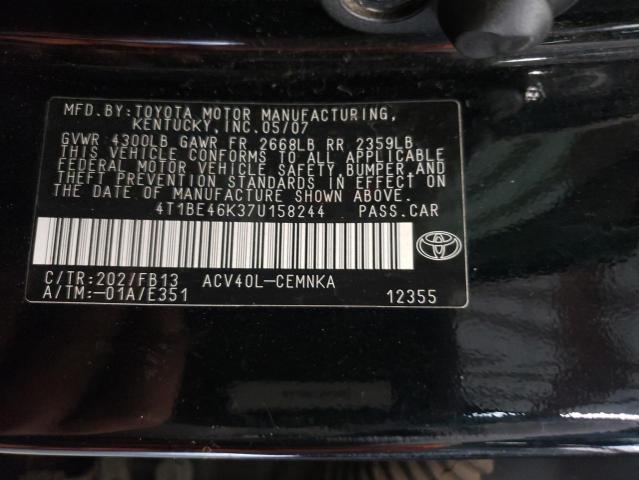 MFD.BY:TOYOTA MOTOR MANUFACTURING,
KENTUCKY,INC.05/07
GVWR 4300LB GAWR FR 2668LB RR 2359LB
THIS VEHICLE CONFORMS TO ALL APPLICABLE
FEDERAL MOTOR VEHICLE SAFETY,BUMPER,AND
THEFT PREVENTION STANDARDS IN EFFECT ON
THE DATE OF MANUFACTURE SHOWN ABOVE.
4T1BE46K37U158244 PASS.CAR
C/TR:202/FB13 ACV40L-CEMNKA
A/TM:-01A/E351 12355